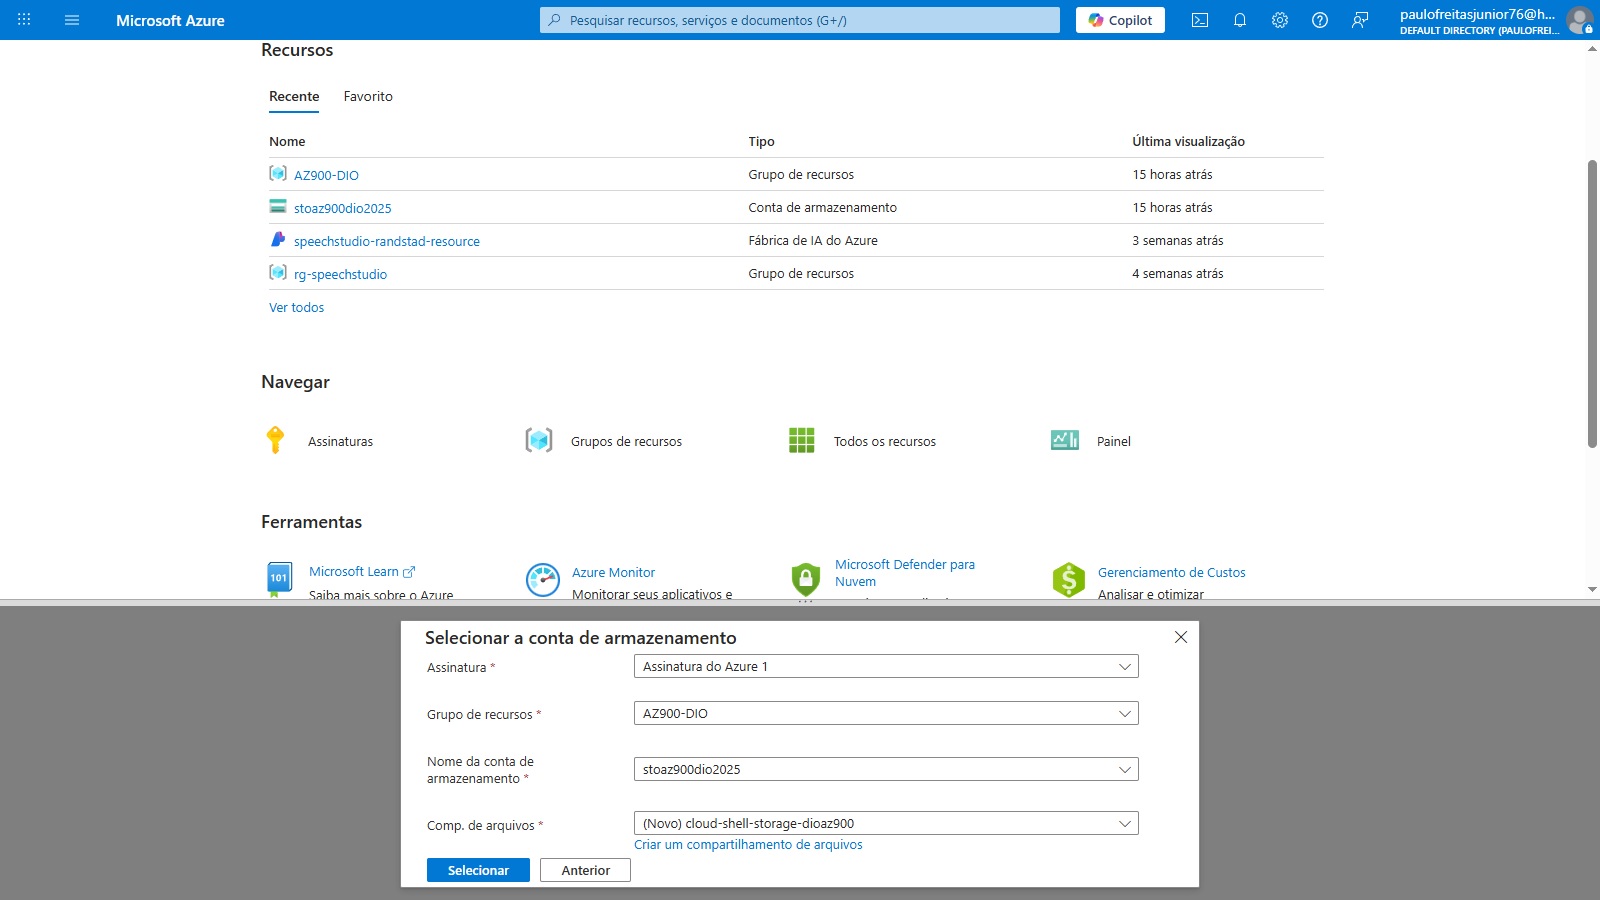 Microsoft Azure
Pesquisar recursos, serviços e documentos (G+/)
Copilot
paulofreitasjunior76@h...
DEFAULT DIRECTORY (PAULOFREI...
Recursos
Recente Favorito
Nome Tipo Última visualização
AZ900-DIO Grupo de recursos 15 horas atrás
stoaz900dio2025 Conta de armazenamento 15 horas atrás
speechstudio-randstad-resource Fábrica de IA do Azure 3 semanas atrás
rg-speechstudio Grupo de recursos 4 semanas atrás
Ver todos
Navegar
Assinaturas Grupos de recursos Todos os recursos Painel
Ferramentas
101
Microsoft Learn
Saiba mais sobre o Azure
Azure Monitor
Monitorar seus aplicativos e
Microsoft Defender para
Nuvem
Gerenciamento de Custos
Analisar e otimizar
Selecionar a conta de armazenamento
Assinatura * Assinatura do Azure 1
Grupo de recursos * AZ900-DIO
Nome da conta de
armazenamento * stoaz900dio2025
Comp. de arquivos * (Novo) cloud-shell-storage-dioaz900
Criar um compartilhamento de arquivos
Selecionar Anterior